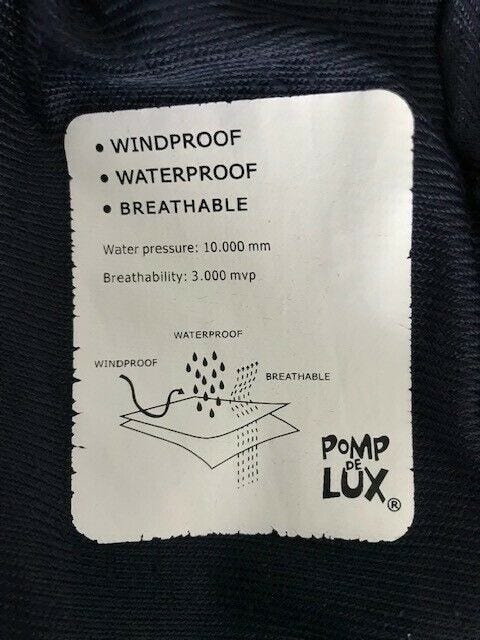 • WINDPROOF
• WATERPROOF
• BREATHABLE
Water pressure: 10.000 mm
Breathability: 3.000 mvp
WATERPROOF
WINDPROOF
BREATHABLE
POMP
DE
LUX®